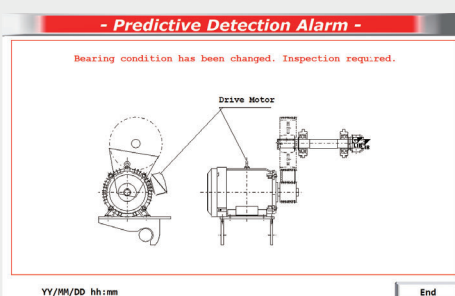 - Predictive Detection Alarm -
Bearing condition has been changed. Inspection required.
Drive Motor
YY/MM/DD hh:mm
End